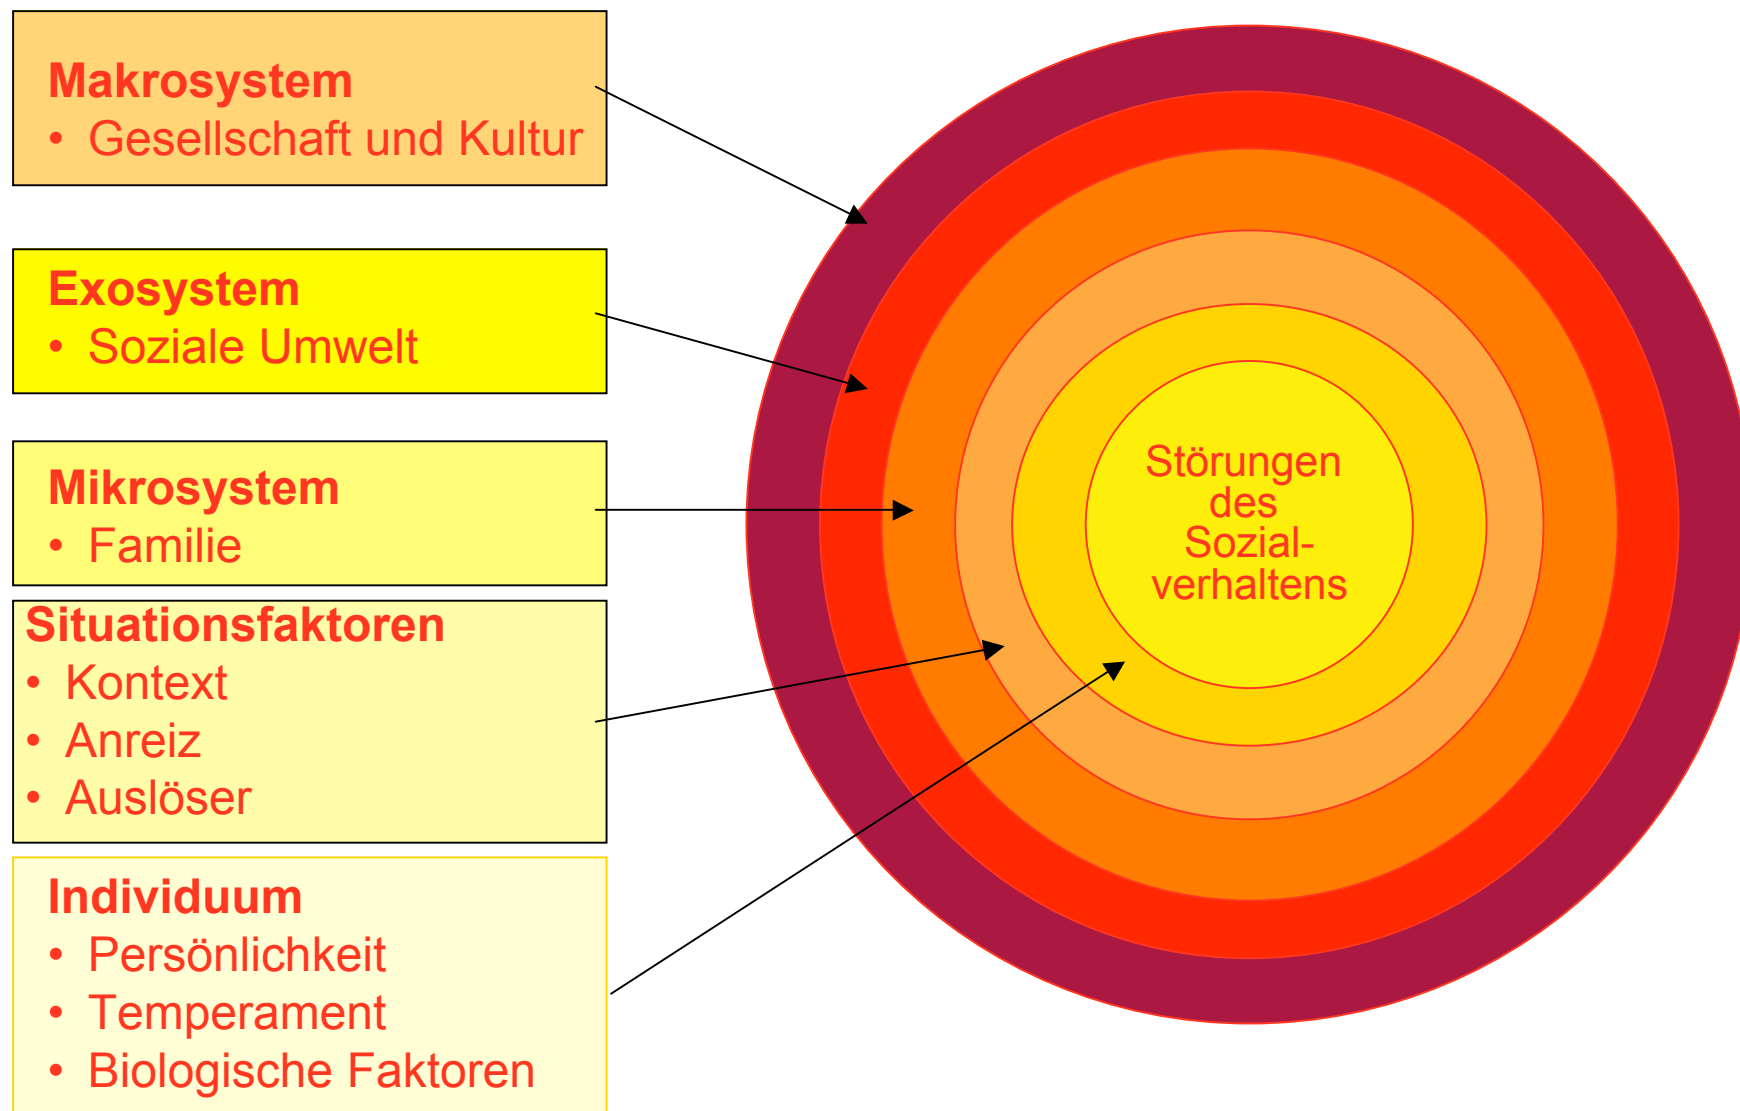 Makrosystem
• Gesellschaft und Kultur
Exosystem
• Soziale Umwelt
Mikrosystem
• Familie
Situationsfaktoren
• Kontext
• Anreiz
• Auslöser
Individuum
• Persönlichkeit
• Temperament
• Biologische Faktoren
Störungen
des
Sozial-
verhaltens